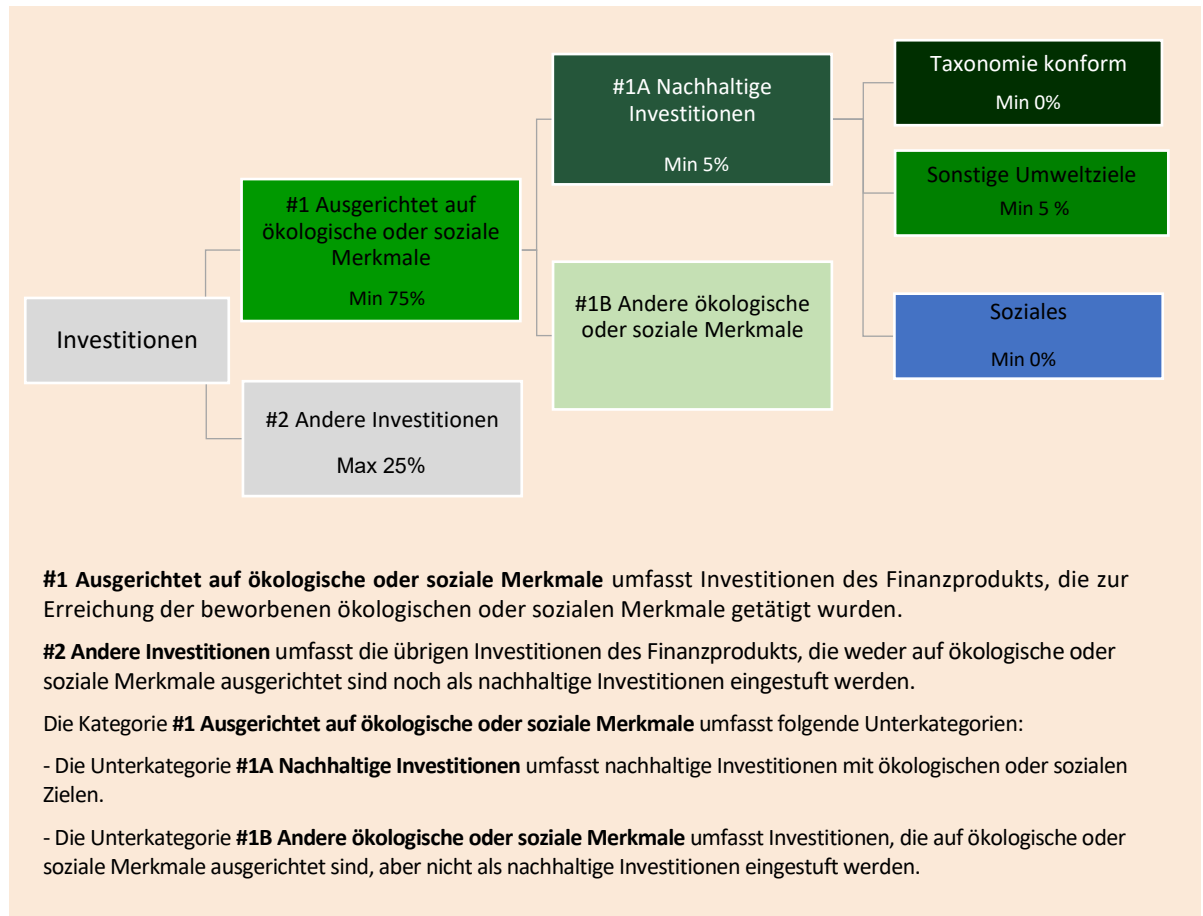 Investitionen
#1 Ausgerichtet auf
ökologische oder soziale
Merkmale
Min 75%
#2 Andere Investitionen
Max 25%
#1A Nachhaltige
Investitionen
Min 5%
#1B Andere ökologische
oder soziale Merkmale
Taxonomie konform
Min 0%
Sonstige Umweltziele
Min 5 %
Soziales
Min 0%
#1 Ausgerichtet auf ökologische oder soziale Merkmale umfasst Investitionen des Finanzprodukts, die zur
Erreichung der beworbenen ökologischen oder sozialen Merkmale getätigt wurden.
#2 Andere Investitionen umfasst die übrigen Investitionen des Finanzprodukts, die weder auf ökologische oder
soziale Merkmale ausgerichtet sind noch als nachhaltige Investitionen eingestuft werden.
Die Kategorie #1 Ausgerichtet auf ökologische oder soziale Merkmale umfasst folgende Unterkategorien:
- Die Unterkategorie #1A Nachhaltige Investitionen umfasst nachhaltige Investitionen mit ökologischen oder sozialen
Zielen.
- Die Unterkategorie #1B Andere ökologische oder soziale Merkmale umfasst Investitionen, die auf ökologische oder
soziale Merkmale ausgerichtet sind, aber nicht als nachhaltige Investitionen eingestuft werden.